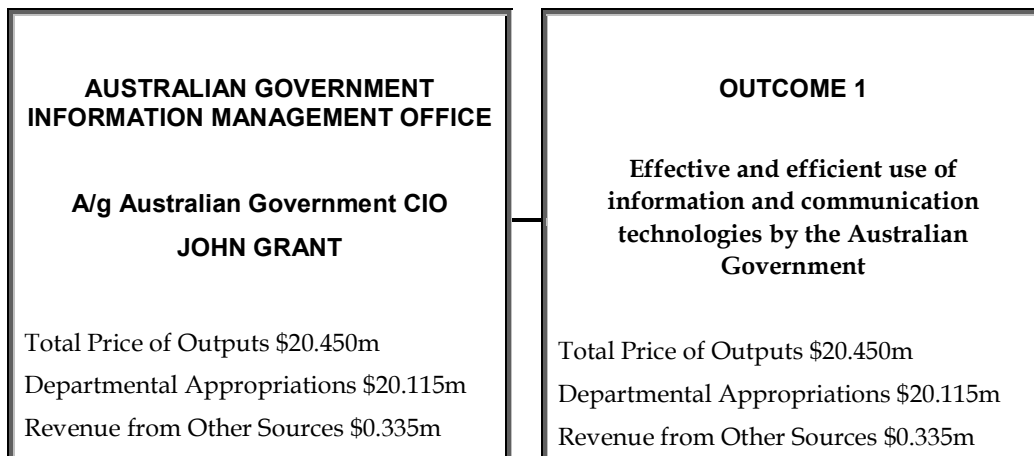 AUSTRALIAN GOVERNMENT
INFORMATION MANAGEMENT OFFICE
A/g Australian Government CIO
JOHN GRANT
Total Price of Outputs $20.450m
Departmental Appropriations $20.115m
Revenue from Other Sources $0.335m
OUTCOME 1
Effective and efficient use of
information and communication
technologies by the Australian
Government
Total Price of Outputs $20.450m
Departmental Appropriations $20.115m
Revenue from Other Sources $0.335m